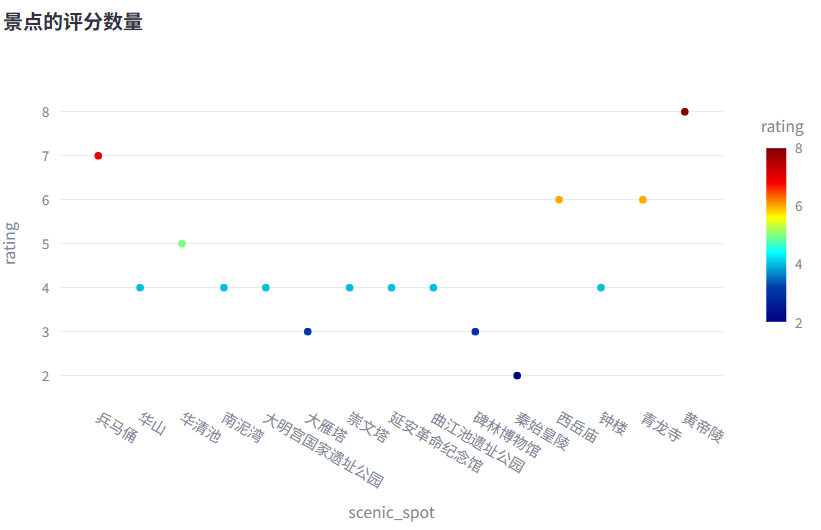 景点的评分数量
rating
8
7
6
5
4
3
2
rating
8
6
4
2
兵马俑
华山
华清池
南泥湾
大明宫国家遗址公园
大雁塔
崇文塔
延安革命纪念馆
曲江池遗址公园
碑林博物馆
秦始皇陵
西岳庙
钟楼
青龙寺
黄帝陵
scenic_spot